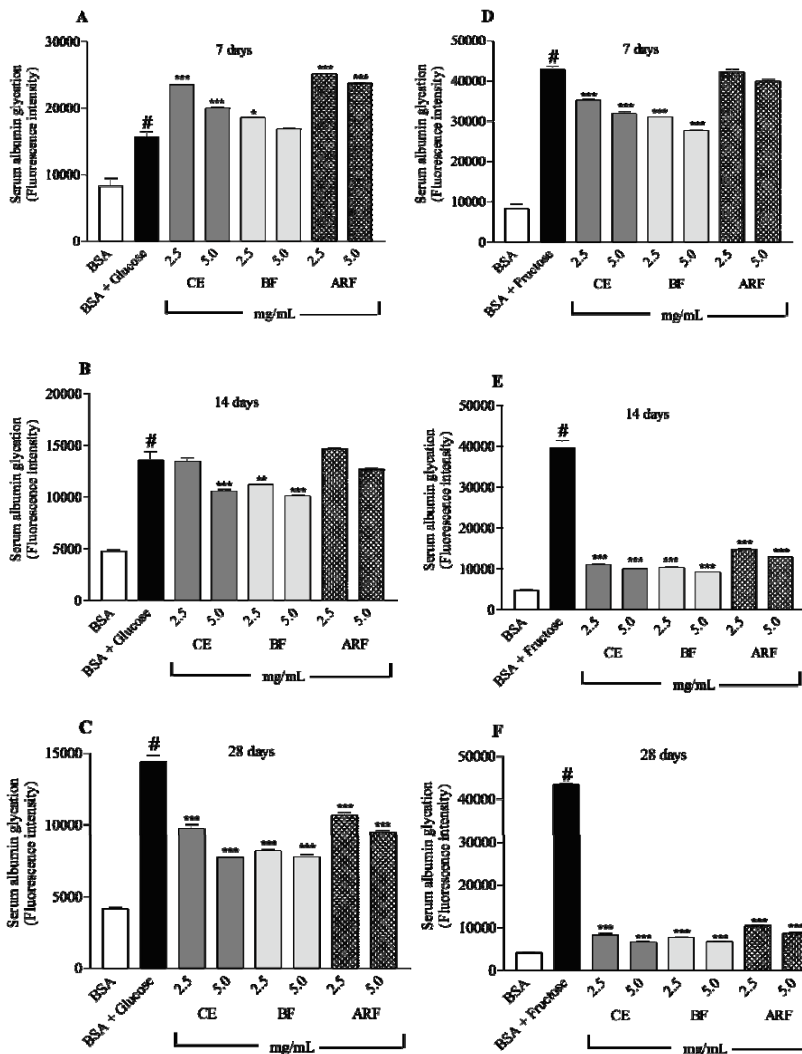 A
7 days
Serum albumin glycation
(Fluorescence intensity)
30000
20000
10000
0
***
***
*
***
***
#
BSA
BSA + Glucose
2.5
5.0
2.5
5.0
2.5
5.0
CE
BF
ARF
mg/mL
D
7 days
Serum albumin glycation
(Fluorescence intensity)
50000
40000
30000
20000
10000
0
#
***
***
***
***
BSA
BSA + Fructose
2.5
5.0
2.5
5.0
2.5
5.0
CE
BF
ARF
mg/mL
B
14 days
Serum albumin glycation
(Fluorescence intensity)
20000
15000
10000
5000
0
#
***
**
***
BSA
BSA + Glucose
2.5
5.0
2.5
5.0
2.5
5.0
CE
BF
ARF
mg/mL
E
14 days
Serum albumin glycation
(Fluorescence intensity)
50000
40000
30000
20000
10000
0
#
***
***
***
***
***
***
BSA
BSA + Fructose
2.5
5.0
2.5
5.0
2.5
5.0
CE
BF
ARF
mg/mL
C
28 days
Serum albumin glycation
(Fluorescence intensity)
15000
10000
5000
0
#
***
***
***
***
***
***
BSA
BSA + Glucose
2.5
5.0
2.5
5.0
2.5
5.0
CE
BF
ARF
mg/mL
F
28 days
Serum albumin glycation
(Fluorescence intensity)
50000
40000
30000
20000
10000
0
#
***
***
***
***
***
***
BSA
BSA + Fructose
2.5
5.0
2.5
5.0
2.5
5.0
CE
BF
ARF
mg/mL